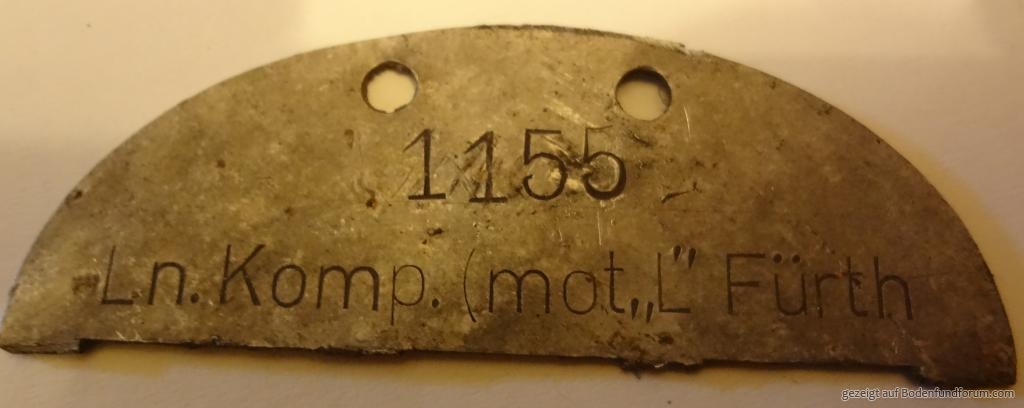 1155
Ln. Komp. (mot„L” Fürth
gezeigt auf Bodenfundforum.com